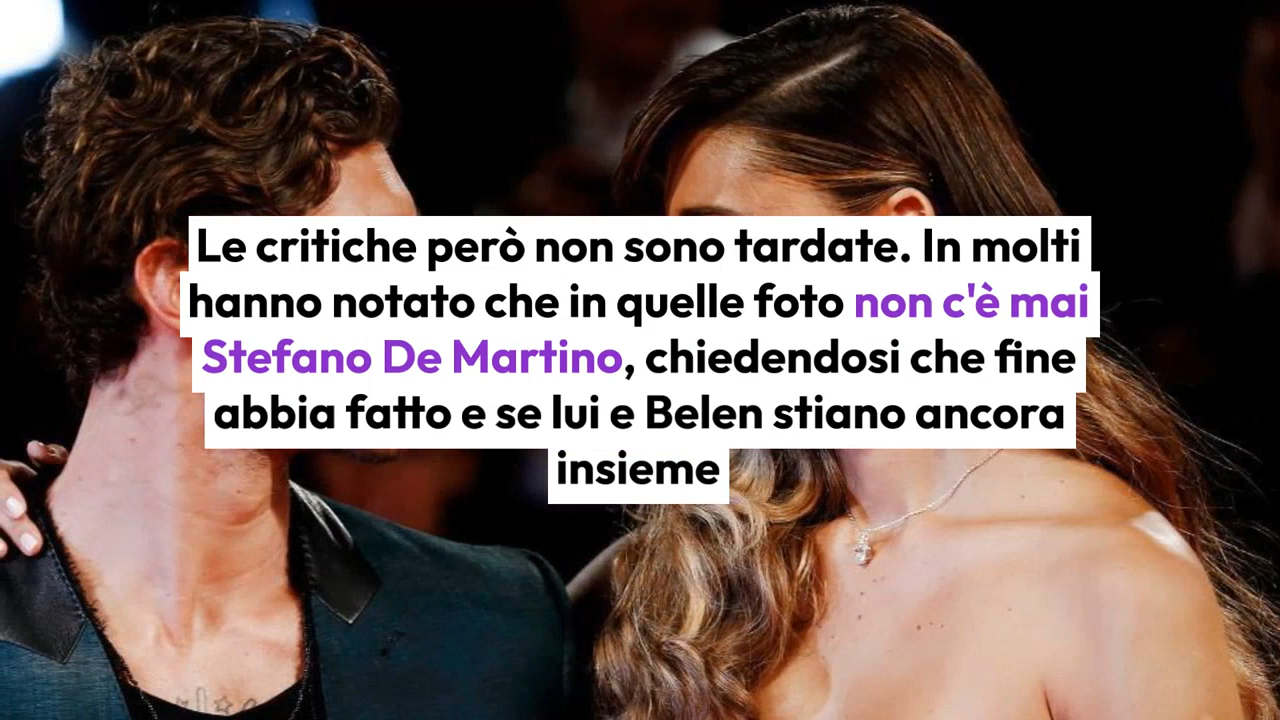 Le critiche però non sono tardate. In molti
hanno notato che in quelle foto non c'è mai
Stefano De Martino, chiedendosi che fine
abbia fatto e se lui e Belen stiano ancora
insieme